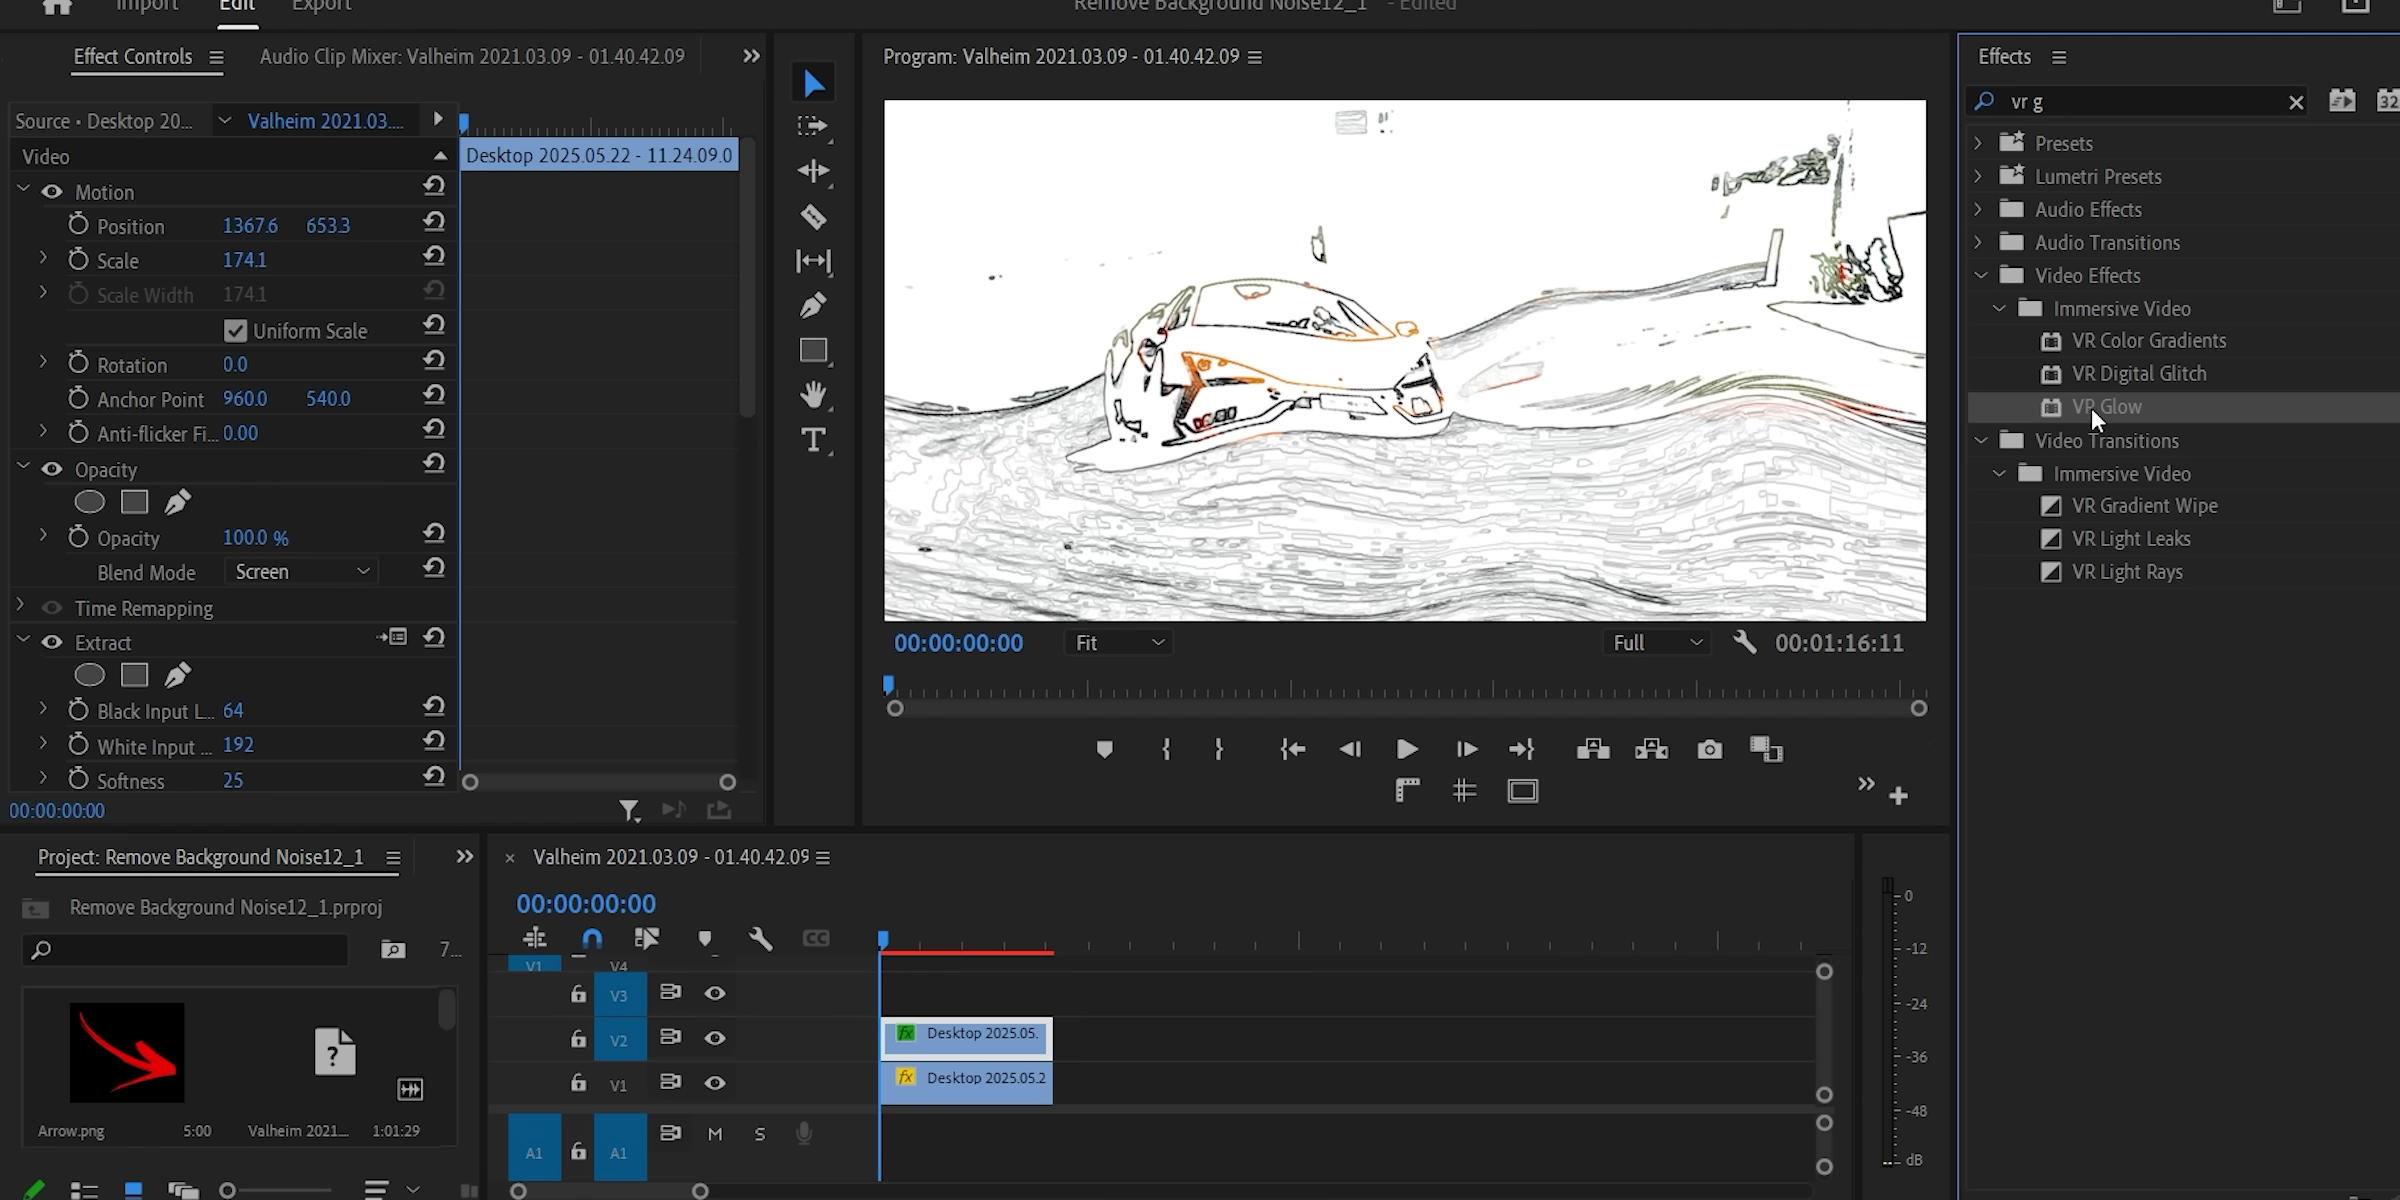 Import Edit Export
Remove Background Noise12_1 - Edited
Effect Controls
Audio Clip Mixer: Valheim 2021.03.09 - 01.40.42.09
Source • Desktop 20...
Valheim 2021.03....
Video
Desktop 2025.05.22 - 11.24.09.0
Motion
Position 1367.6 653.3
Scale 174.1
Scale Width 174.1
Uniform Scale
Rotation 0.0
Anchor Point 960.0 540.0
Anti-flicker Fi... 0.00
Opacity
Opacity 100.0 %
Blend Mode Screen
Time Remapping
Extract
Black Input L... 64
White Input ... 192
Softness 25
00:00:00:00
T
Program: Valheim 2021.03.09 - 01.40.42.09
00:00:00:00 Fit Full 00:01:16:11
Effects
vr g
32
Presets
Lumetri Presets
Audio Effects
Audio Transitions
Video Effects
Immersive Video
VR Color Gradients
VR Digital Glitch
VR Glow
Video Transitions
Immersive Video
VR Gradient Wipe
VR Light Leaks
VR Light Rays
Project: Remove Background Noise12_1
Remove Background Noise12_1.prproj
7...
?
Arrow.png 5:00
Valheim 2021... 1:01:29
Valheim 2021.03.09 - 01.40.42.09
00:00:00:00
CC
V1 V4
V3
V2
fx Desktop 2025.05.
V1
fx Desktop 2025.05.2
A1 A1 M S
0
-12
-24
-36
-48
dB